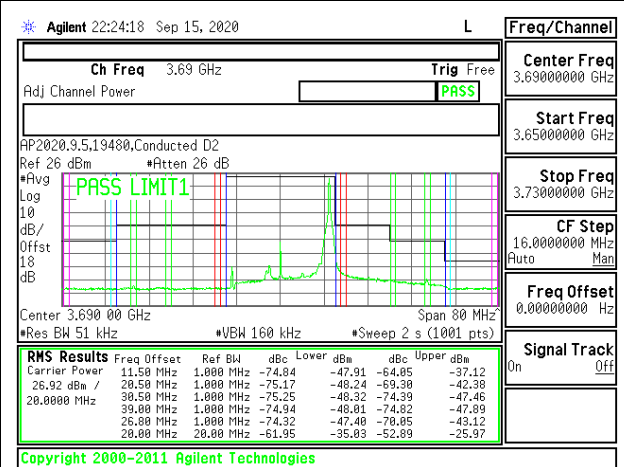 Agilent 22:24:18 Sep 15, 2020 L Freq/Channel
Ch Freq 3.69 GHz Trig Free
Adj Channel Power PASS
Center Freq
3.69000000 GHz
Start Freq
3.65000000 GHz
Stop Freq
3.73000000 GHz
CF Step
16.0000000 MHz
Auto Man
Freq Offset
0.00000000 Hz
Signal Track
On Off
AP2020.9.5,19480,Conducted D2
Ref 26 dBm #Atten 26 dB
#Avg
Log
10
dB/
Offst
18
dB
PASS LIMIT1
Center 3.690 00 GHz Span 80 MHz^
#Res BW 51 kHz #VBW 160 kHz #Sweep 2 s (1001 pts)
RMS Results Freq Offset Ref BW dBc Lower dBm dBc Upper dBm
Carrier Power 11.50 MHz 1.000 MHz -74.84 -47.91 -64.05 -37.12
26.92 dBm / 21.50 MHz 1.000 MHz -75.17 -48.24 -69.30 -42.38
20.0000 MHz 30.50 MHz 1.000 MHz -75.25 -48.32 -74.39 -47.46
39.00 MHz 1.000 MHz -74.94 -48.01 -74.82 -47.89
26.80 MHz 1.000 MHz -74.32 -47.40 -70.05 -43.12
20.00 MHz 20.00 MHz -61.95 -35.03 -52.89 -25.97
Copyright 2000-2011 Agilent Technologies